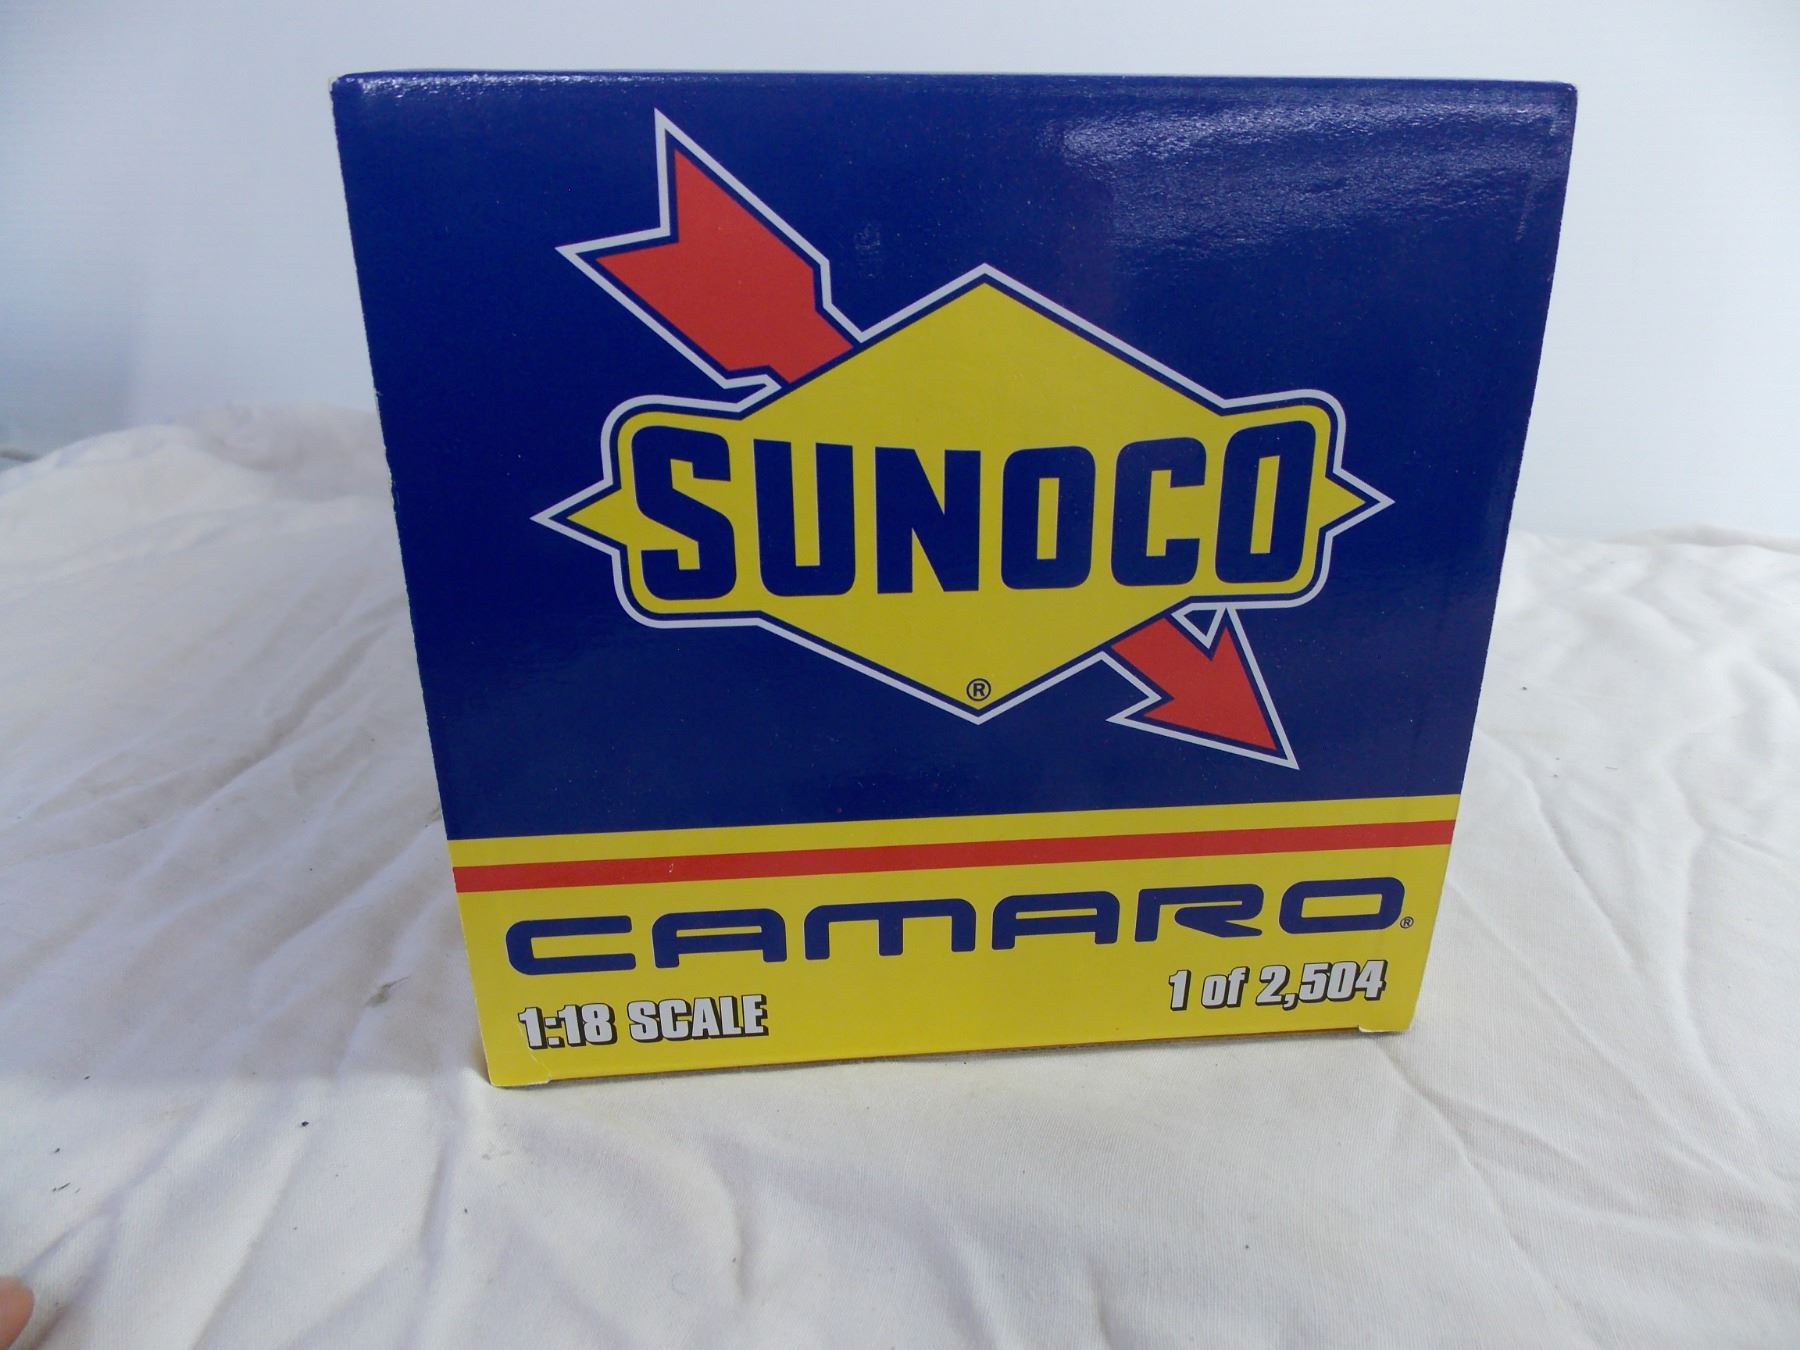 SUNOCO
®
CAMARO®
1:18 SCALE
1 of 2,504